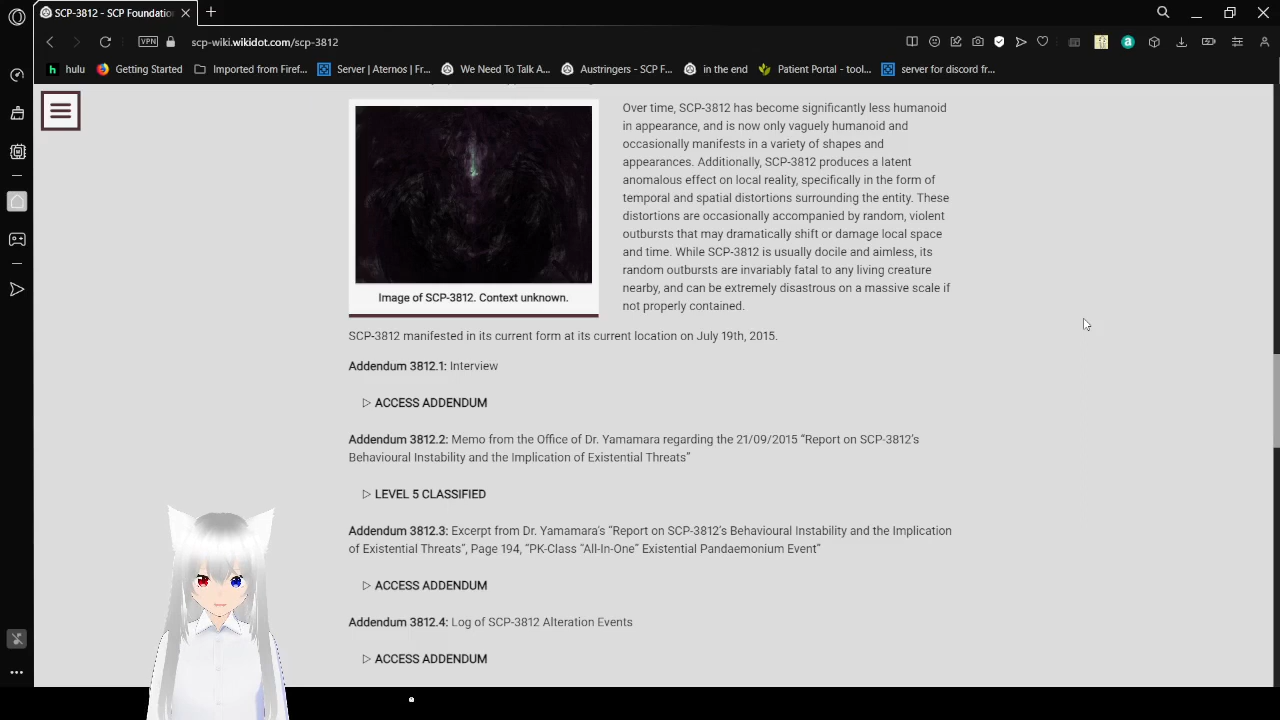 SCP-3812 - SCP Foundatio
VPN
scp-wiki.wikidot.com/scp-3812
hulu
Getting Started
Imported from Firef...
Server | Aternos | Fr...
We Need To Talk A...
Austringers - SCP F...
in the end
Patient Portal - tool...
server for discord fr...
Over time, SCP-3812 has become significantly less humanoid
in appearance, and is now only vaguely humanoid and
occasionally manifests in a variety of shapes and
appearances. Additionally, SCP-3812 produces a latent
anomalous effect on local reality, specifically in the form of
temporal and spatial distortions surrounding the entity. These
distortions are occasionally accompanied by random, violent
outbursts that may dramatically shift or damage local space
and time. While SCP-3812 is usually docile and aimless, its
random outbursts are invariably fatal to any living creature
nearby, and can be extremely disastrous on a massive scale if
not properly contained.
Image of SCP-3812. Context unknown.
SCP-3812 manifested in its current form at its current location on July 19th, 2015.
Addendum 3812.1: Interview
▷ ACCESS ADDENDUM
Addendum 3812.2: Memo from the Office of Dr. Yamamara regarding the 21/09/2015 “Report on SCP-3812’s
Behavioural Instability and the Implication of Existential Threats”
▷ LEVEL 5 CLASSIFIED
Addendum 3812.3: Excerpt from Dr. Yamamara's “Report on SCP-3812’s Behavioural Instability and the Implication
of Existential Threats”, Page 194, “PK-Class “All-In-One” Existential Pandaemonium Event”
▷ ACCESS ADDENDUM
Addendum 3812.4: Log of SCP-3812 Alteration Events
▷ ACCESS ADDENDUM